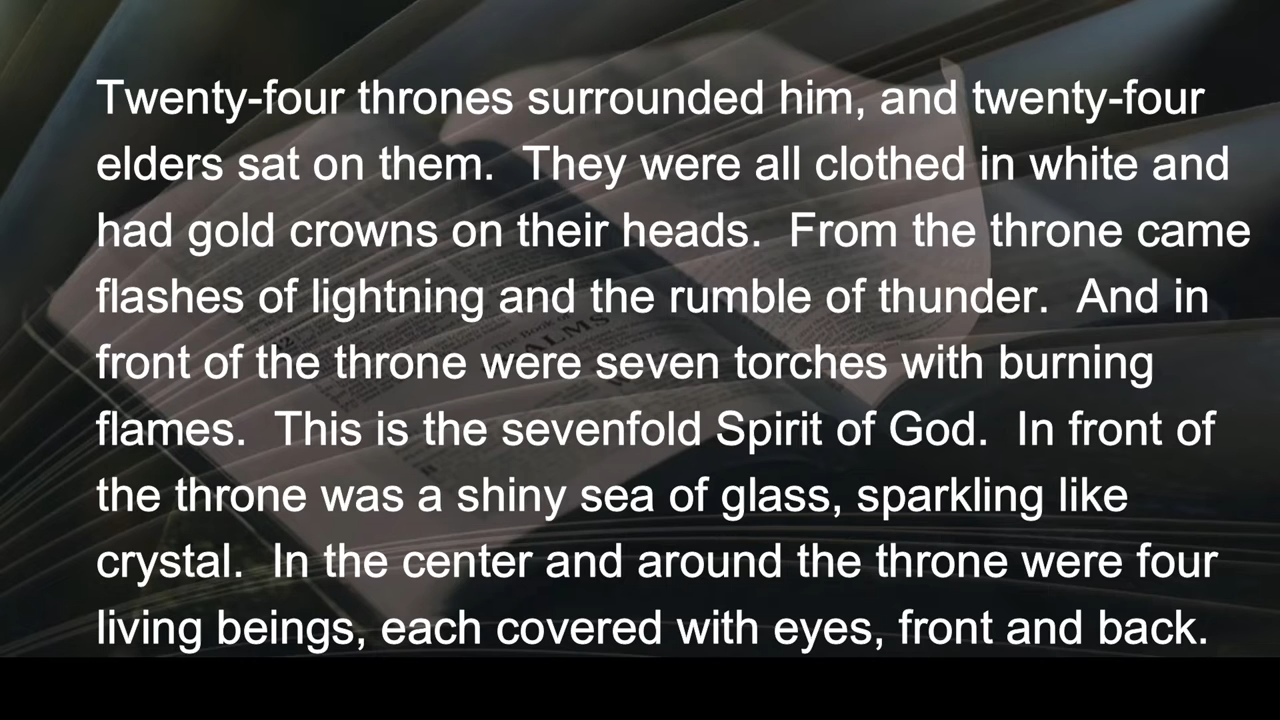 Twenty-four thrones surrounded him, and twenty-four
elders sat on them.  They were all clothed in white and
had gold crowns on their heads.  From the throne came
flashes of lightning and the rumble of thunder.  And in
front of the throne were seven torches with burning
flames.  This is the sevenfold Spirit of God.  In front of
the throne was a shiny sea of glass, sparkling like
crystal.  In the center and around the throne were four
living beings, each covered with eyes, front and back.